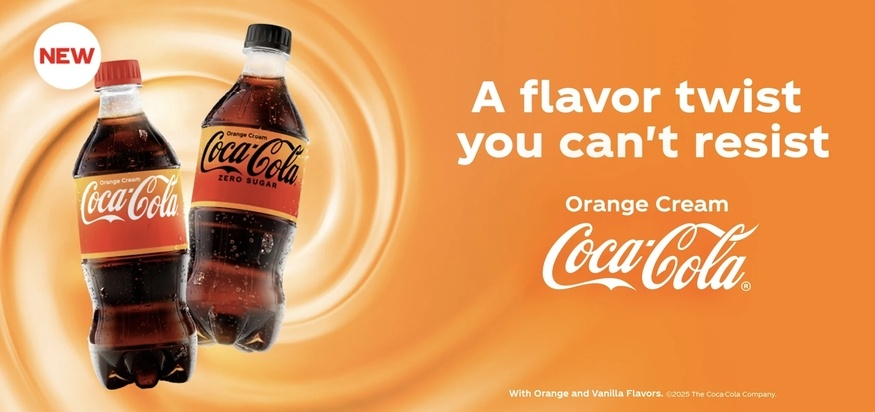 NEW
Orange Cream
Coca-Cola
Orange Cream
Coca-Cola
ZERO SUGAR
A flavor twist
you can't resist
Orange Cream
Coca-Cola®
With Orange and Vanilla Flavors. ©2025 The Coca-Cola Company.